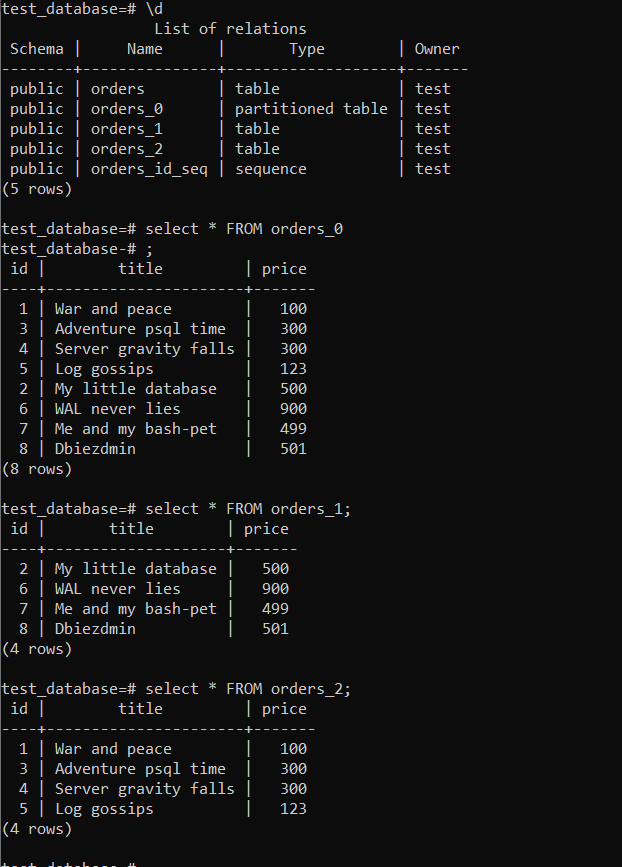 test_database=# \d
List of relations
Schema | Name | Type | Owner
--------+---------------+-------------------+-------
public | orders | table | test
public | orders_0 | partitioned table | test
public | orders_1 | table | test
public | orders_2 | table | test
public | orders_id_seq | sequence | test
(5 rows)
test_database=# select * FROM orders_0
test_database-# ;
id | title | price
----+----------------------+-------
1 | War and peace | 100
3 | Adventure psql time | 300
4 | Server gravity falls | 300
5 | Log gossips | 123
2 | My little database | 500
6 | WAL never lies | 900
7 | Me and my bash-pet | 499
8 | Dbiezdmin | 501
(8 rows)
test_database=# select * FROM orders_1;
id | title | price
----+--------------------+-------
2 | My little database | 500
6 | WAL never lies | 900
7 | Me and my bash-pet | 499
8 | Dbiezdmin | 501
(4 rows)
test_database=# select * FROM orders_2;
id | title | price
----+----------------------+-------
1 | War and peace | 100
3 | Adventure psql time | 300
4 | Server gravity falls | 300
5 | Log gossips | 123
(4 rows)
test_database=#